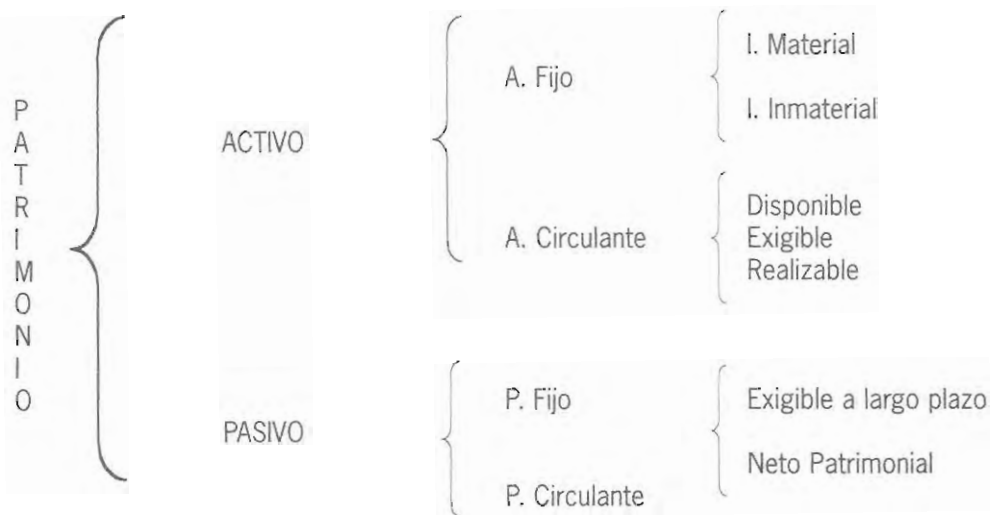 PATRIMONIO
ACTIVO
A. Fijo
I. Material
I. Inmaterial
A. Circulante
Disponible
Exigible
Realizable
PASIVO
P. Fijo
Exigible a largo plazo
Neto Patrimonial
P. Circulante